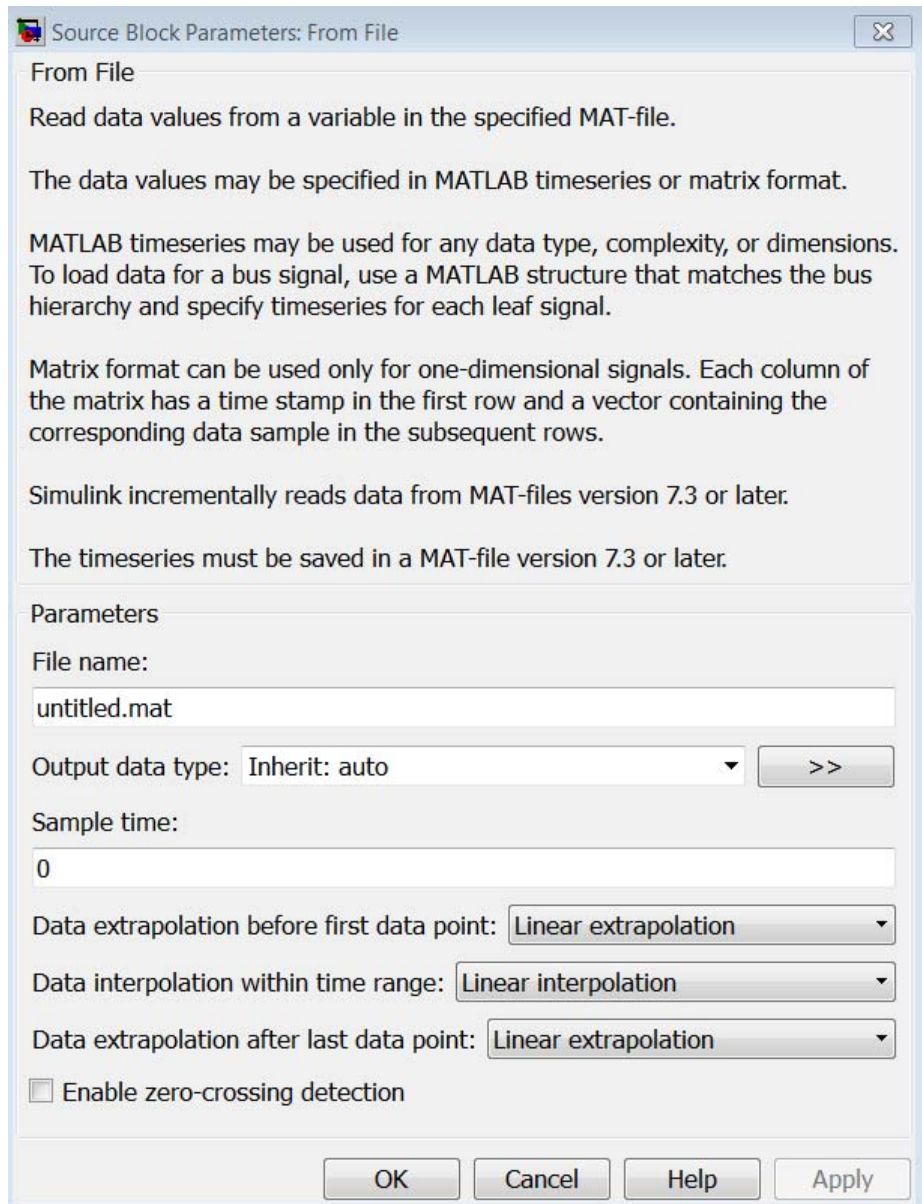 Source Block Parameters: From File
From File
Read data values from a variable in the specified MAT-file.
The data values may be specified in MATLAB timeseries or matrix format.
MATLAB timeseries may be used for any data type, complexity, or dimensions.
To load data for a bus signal, use a MATLAB structure that matches the bus
hierarchy and specify timeseries for each leaf signal.
Matrix format can be used only for one-dimensional signals. Each column of
the matrix has a time stamp in the first row and a vector containing the
corresponding data sample in the subsequent rows.
Simulink incrementally reads data from MAT-files version 7.3 or later.
The timeseries must be saved in a MAT-file version 7.3 or later.
Parameters
File name:
untitled.mat
Output data type: Inherit: auto >>
Sample time:
0
Data extrapolation before first data point: Linear extrapolation
Data interpolation within time range: Linear interpolation
Data extrapolation after last data point: Linear extrapolation
Enable zero-crossing detection
OK Cancel Help Apply